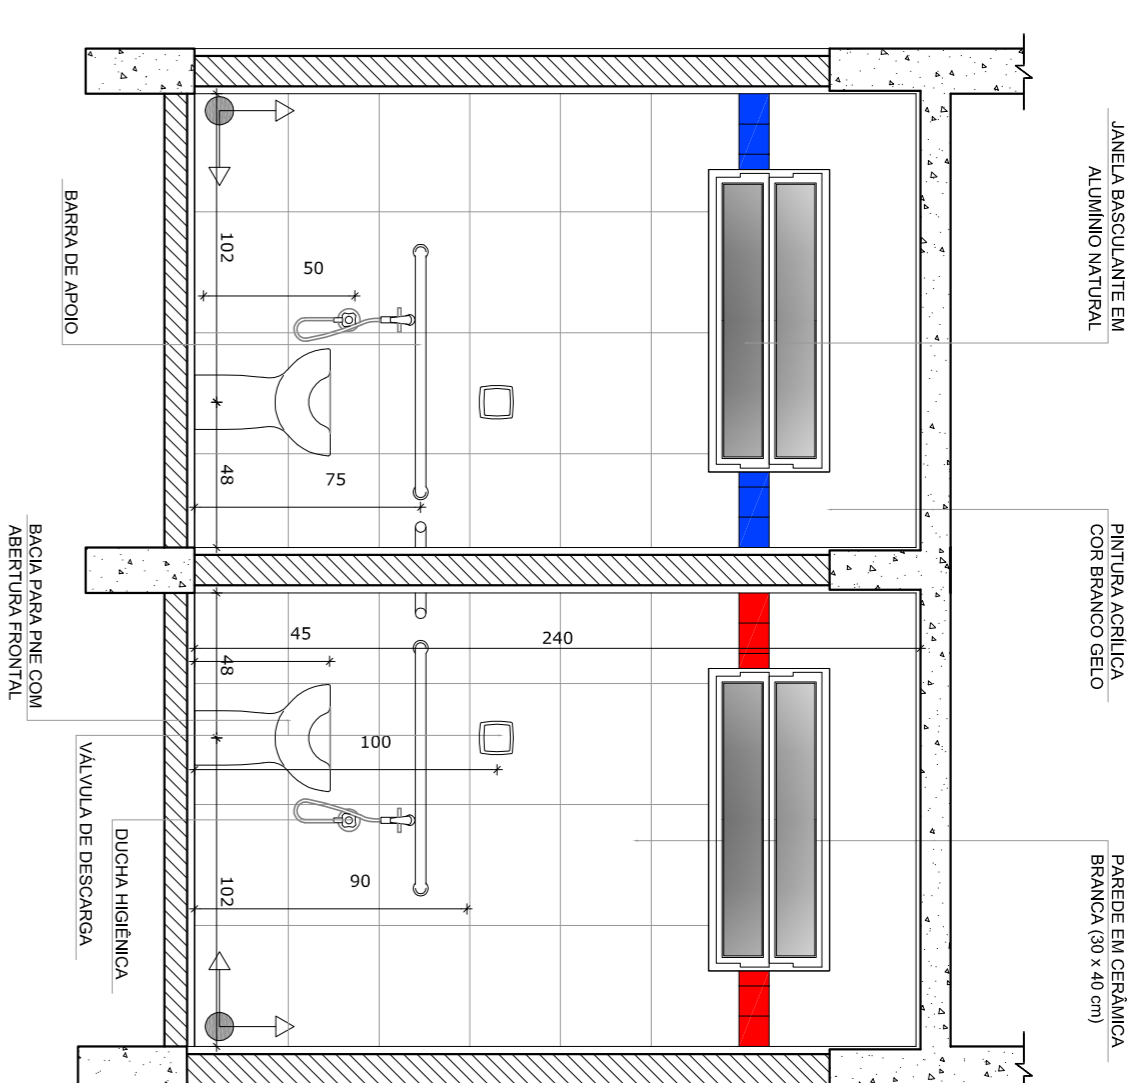 JANELA BASCULANTE EM
ALUMÍNIO NATURAL
PINTURA ACRÍLICA
COR BRANCO GELO
PAREDE EM CERÂMICA
BRANCA (30 x 40 cm)
240
100
90
75
50
45
102
48
48
102
BARRA DE APOIO
BACIA PARA PNE COM
ABERTURA FRONTAL
VÁLVULA DE DESCARGA
DUCHA HIGIÊNICA